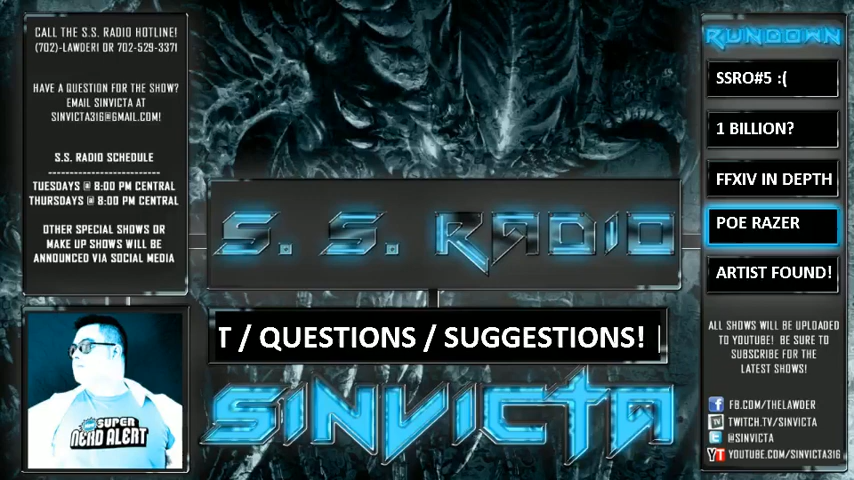 CALL THE S.S. RADIO HOTLINE!
(702)-LAWDER1 OR 702-529-3371
HAVE A QUESTION FOR THE SHOW?
EMAIL SINVICTA AT
SINVICTA316@GMAIL.COM!
S.S. RADIO SCHEDULE
--------------------------
TUESDAYS @ 8:00 PM CENTRAL
THURSDAYS @ 8:00 PM CENTRAL
OTHER SPECIAL SHOWS OR
MAKE UP SHOWS WILL BE
ANNOUNCED VIA SOCIAL MEDIA
SUPER
NERD ALERT
S. S. RADIO
T / QUESTIONS / SUGGESTIONS! |
SINVICTA
RUNDOWN
SSRO#5 :(
1 BILLION?
FFXIV IN DEPTH
POE RAZER
ARTIST FOUND!
ALL SHOWS WILL BE UPLOADED
TO YOUTUBE! BE SURE TO
SUBSCRIBE FOR THE
LATEST SHOWS!
FB.COM/THELAWDER
TWITCH.TV/SINVICTA
@SINVICTA
YT YOUTUBE.COM/SINVICTA316